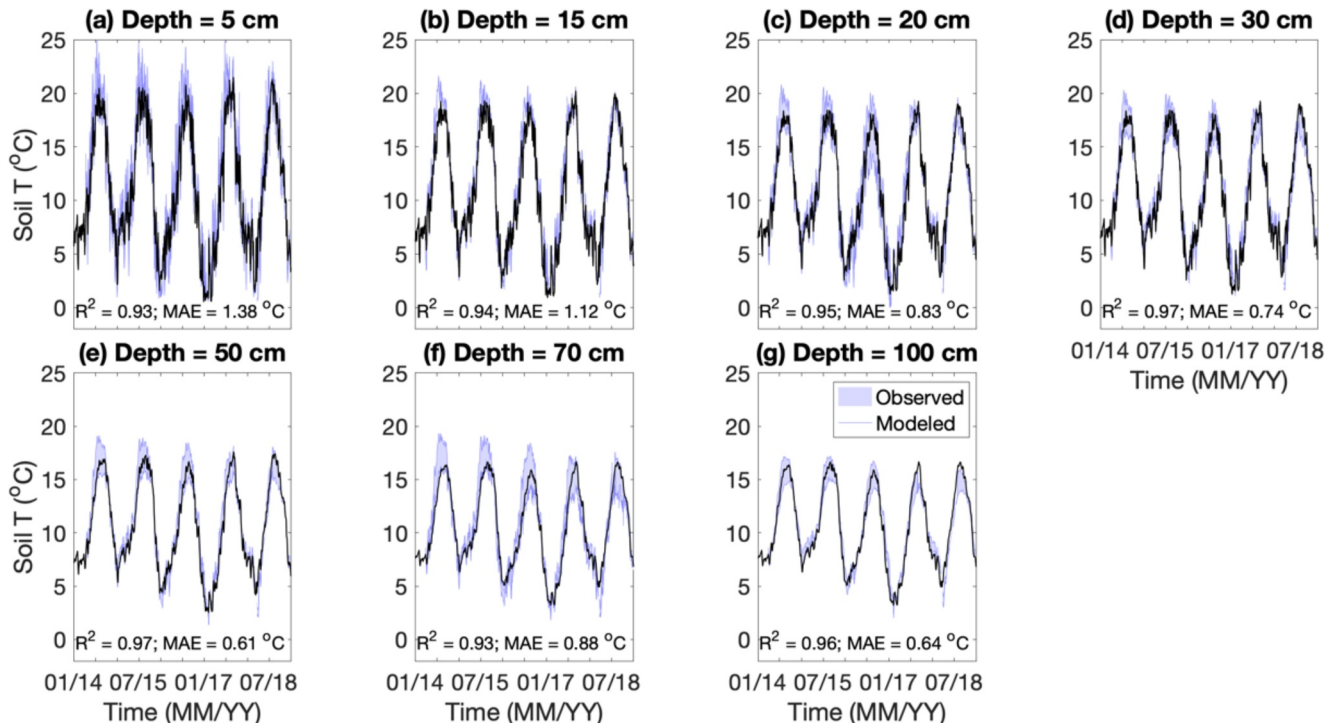 (a) Depth = 5 cm
(b) Depth = 15 cm
(c) Depth = 20 cm
(d) Depth = 30 cm
25
20
15
10
5
0
Soil T (°C)
R² = 0.93; MAE = 1.38 °C
25
20
15
10
5
0
R² = 0.94; MAE = 1.12 °C
25
20
15
10
5
0
R² = 0.95; MAE = 0.83 °C
25
20
15
10
5
0
R² = 0.97; MAE = 0.74 °C
01/14 07/15 01/17 07/18
Time (MM/YY)
(e) Depth = 50 cm
(f) Depth = 70 cm
(g) Depth = 100 cm
25
20
15
10
5
0
Soil T (°C)
R² = 0.97; MAE = 0.61 °C
01/14 07/15 01/17 07/18
Time (MM/YY)
25
20
15
10
5
0
R² = 0.93; MAE = 0.88 °C
01/14 07/15 01/17 07/18
Time (MM/YY)
25
20
15
10
5
0
Observed
Modeled
R² = 0.96; MAE = 0.64 °C
01/14 07/15 01/17 07/18
Time (MM/YY)